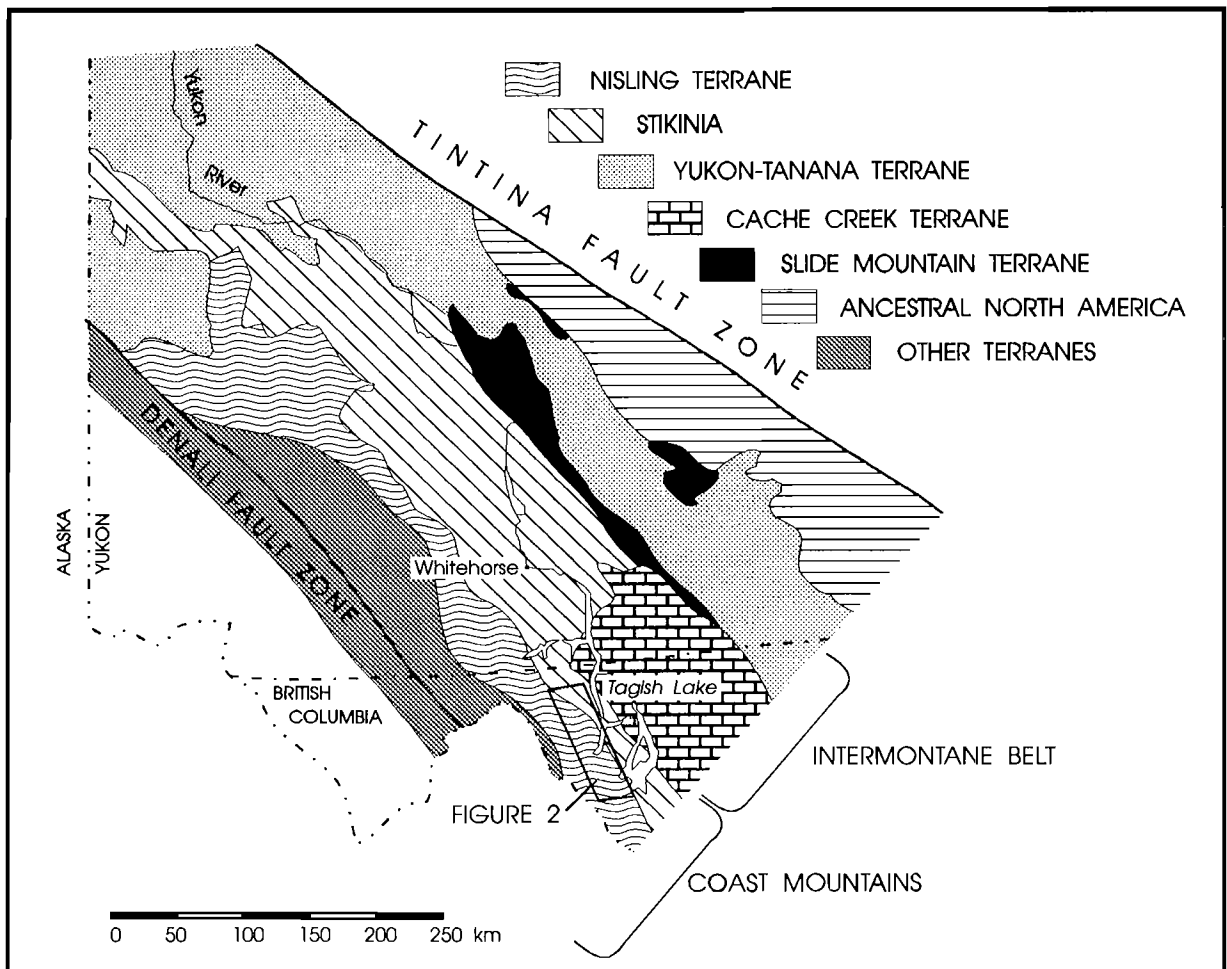 NISLING TERRANE
STIKINIA
YUKON-TANANA TERRANE
CACHE CREEK TERRANE
SLIDE MOUNTAIN TERRANE
ANCESTRAL NORTH AMERICA
OTHER TERRANES
TINTINA FAULT ZONE
Yukon
River
DENALI FAULT ZONE
ALASKA
YUKON
Whitehorse
BRITISH
COLUMBIA
Tagish Lake
INTERMONTANE BELT
FIGURE 2
COAST MOUNTAINS
0 50 100 150 200 250 km